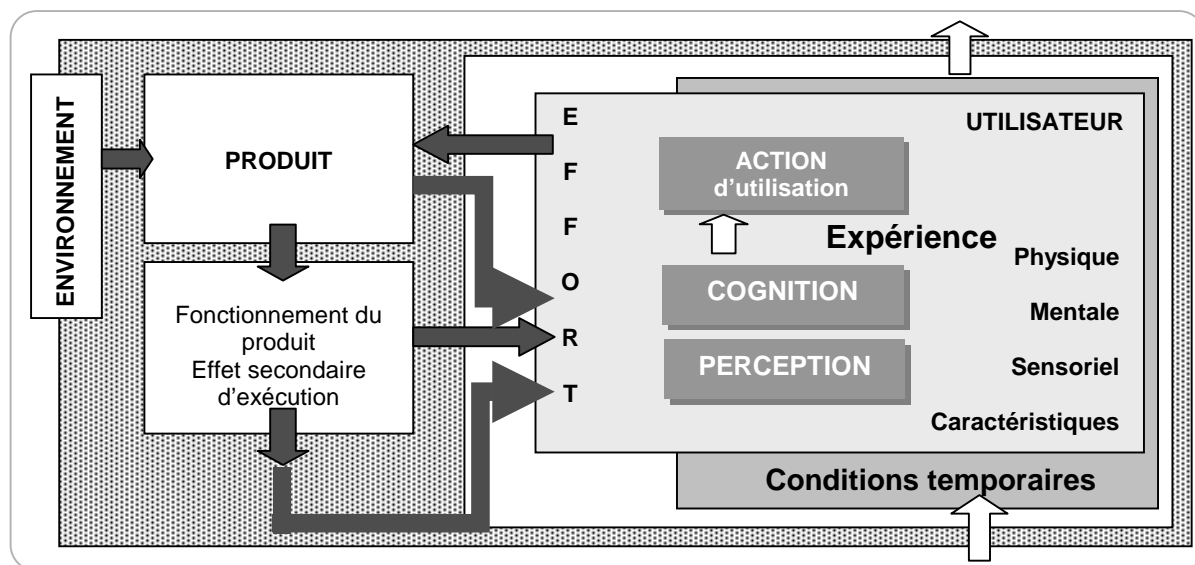 ENVIRONNEMENT
PRODUIT
Fonctionnement du
produit
Effet secondaire
d'exécution
E
F
F
O
R
T
UTILISATEUR
ACTION
d'utilisation
Expérience
COGNITION
PERCEPTION
Physique
Mentale
Sensoriel
Caractéristiques
Conditions temporaires